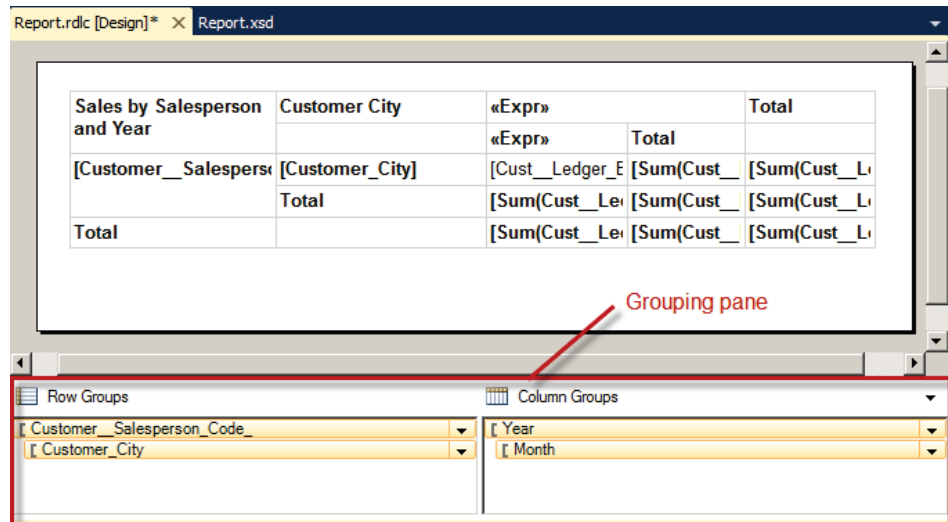 Report.rdlc [Design]* X Report.xsd
Sales by Salesperson and Year Customer City «Expr» Total
«Expr» Total
[Customer__Salesperso [Customer_City] [Cust__Ledger_E [Sum(Cust__ [Sum(Cust__L
Total [Sum(Cust__Le [Sum(Cust__ [Sum(Cust__L
Total [Sum(Cust__Le [Sum(Cust__ [Sum(Cust__L
Grouping pane
Row Groups Column Groups
[ Customer__Salesperson_Code_ [ Year
[ Customer_City [ Month